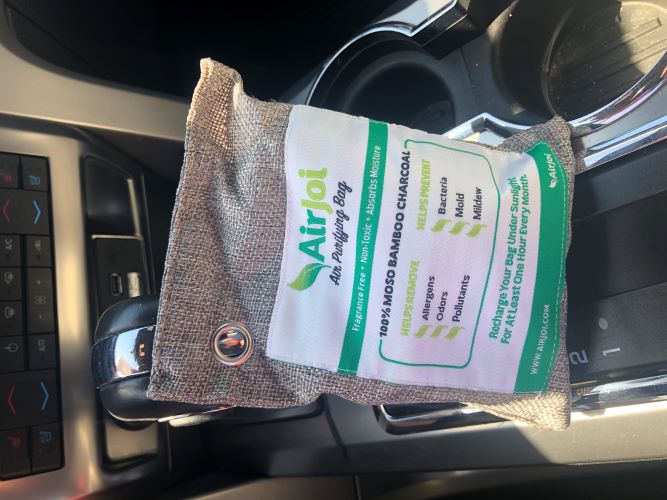 AirJoi
Air Purifying Bag
Fragrance Free • Non-Toxic • Absorbs Moisture
100% MOSO BAMBOO CHARCOAL
HELPS REMOVE
Allergens
Odors
Pollutants
HELPS PREVENT
Bacteria
Mold
Mildew
Recharge Your Bag Under Sunlight
For At Least One Hour Every Month.
WWW.AIRJOI.COM
AirJoi
2
1